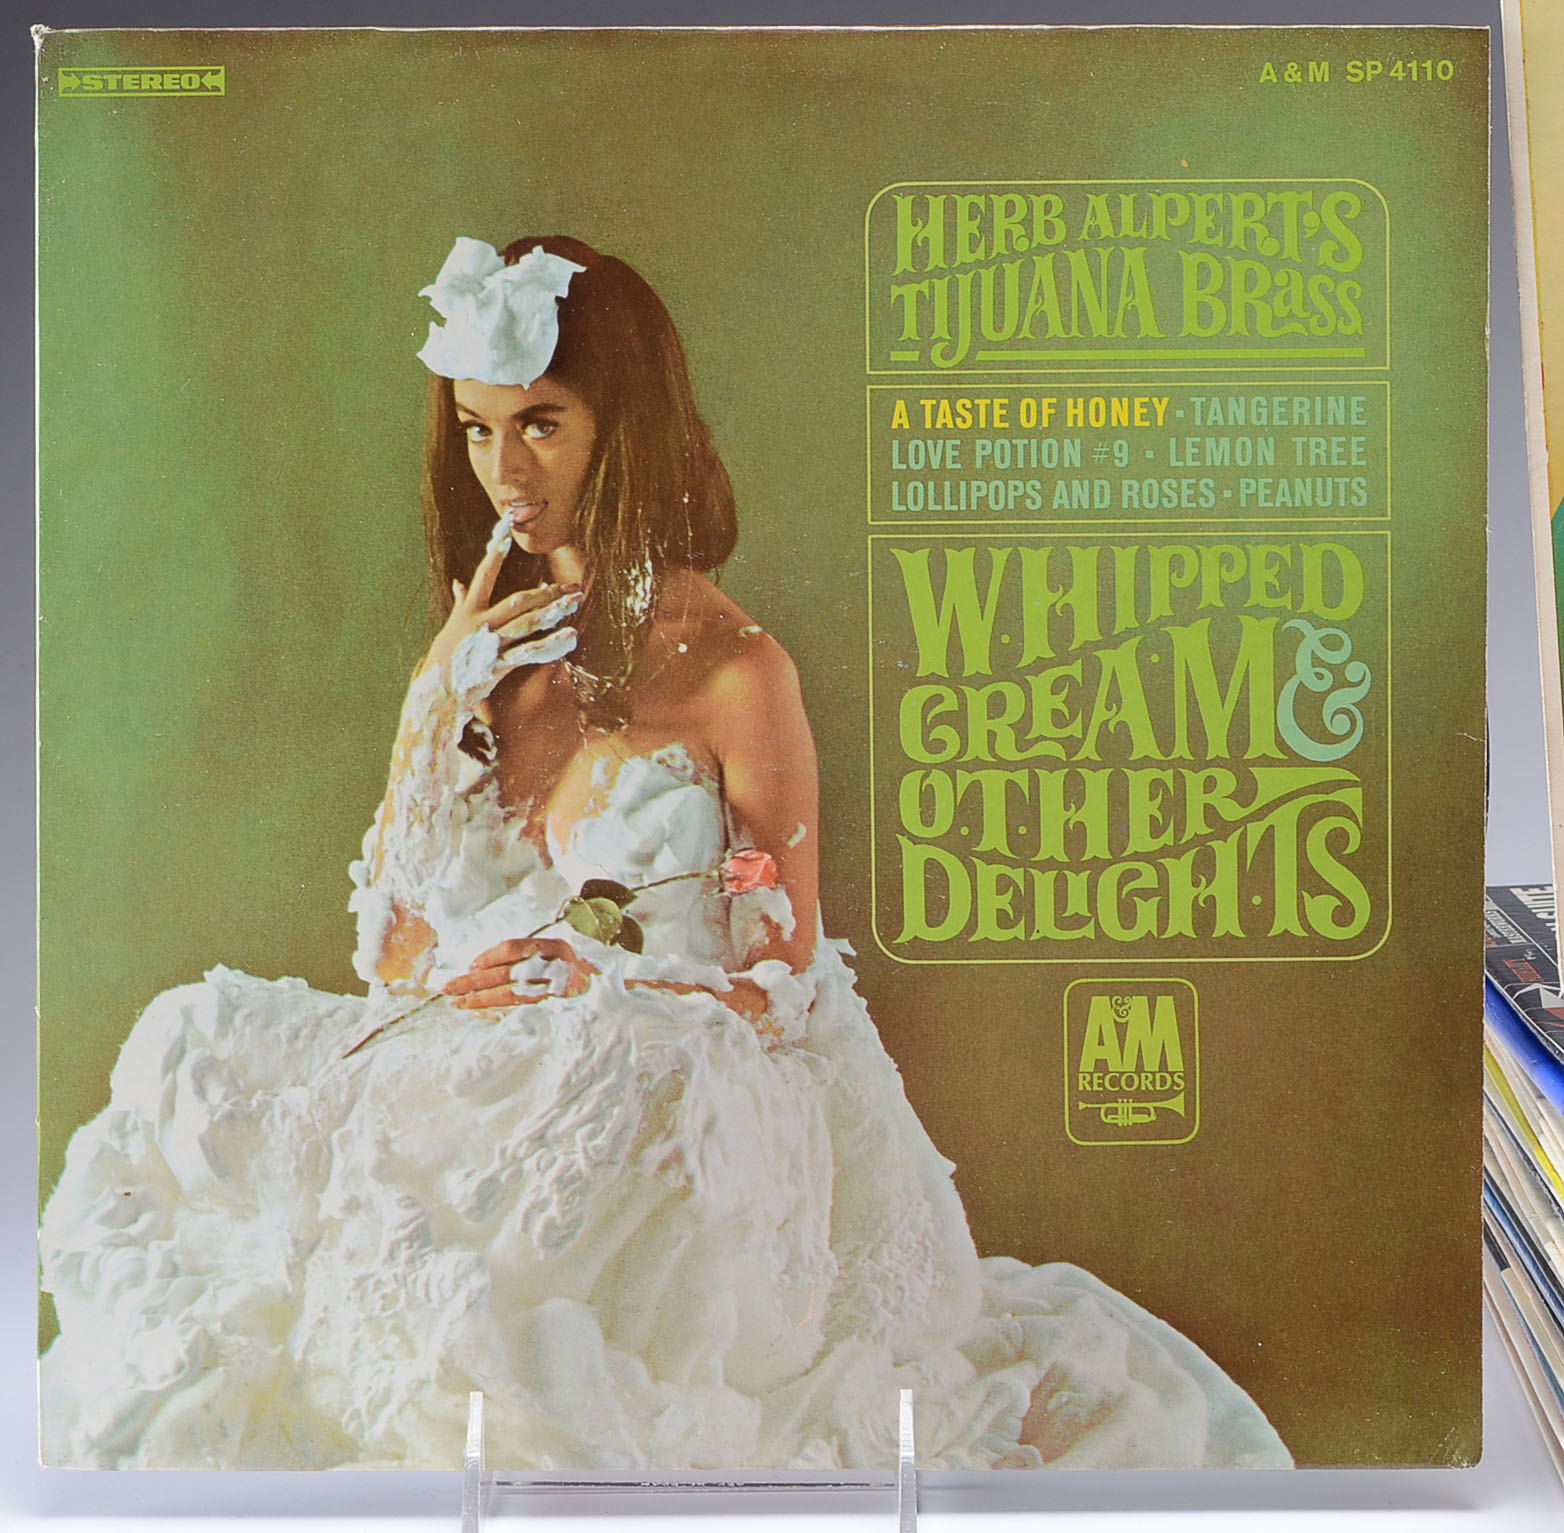 STEREO
A & M SP 4110
HERB ALPERT'S
TIJUANA BRASS
A TASTE OF HONEY · TANGERINE
LOVE POTION #9 · LEMON TREE
LOLLIPOPS AND ROSES · PEANUTS
WHIPPED
CREAM &
OTHER
DELIGHTS
A&M
RECORDS